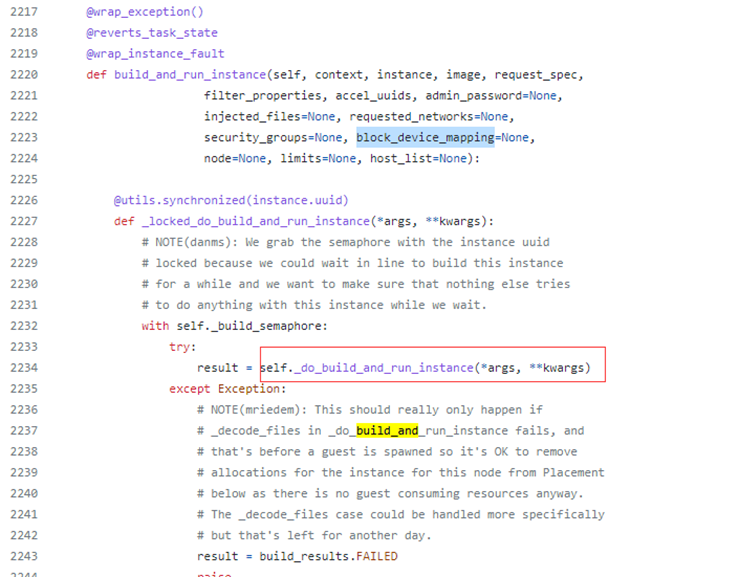 2217 @wrap_exception()
2218 @reverts_task_state
2219 @wrap_instance_fault
2220 def build_and_run_instance(self, context, instance, image, request_spec,
2221 filter_properties, accel_uuids, admin_password=None,
2222 injected_files=None, requested_networks=None,
2223 security_groups=None, block_device_mapping=None,
2224 node=None, limits=None, host_list=None):
2225
2226 @utils.synchronized(instance.uuid)
2227 def _locked_do_build_and_run_instance(*args, **kwargs):
2228 # NOTE(danms): We grab the semaphore with the instance uuid
2229 # locked because we could wait in line to build this instance
2230 # for a while and we want to make sure that nothing else tries
2231 # to do anything with this instance while we wait.
2232 with self._build_semaphore:
2233 try:
2234 result = self._do_build_and_run_instance(*args, **kwargs)
2235 except Exception:
2236 # NOTE(mriedem): This should really only happen if
2237 # _decode_files in _do_build_and_run_instance fails, and
2238 # that's before a guest is spawned so it's OK to remove
2239 # allocations for the instance for this node from Placement
2240 # below as there is no guest consuming resources anyway.
2241 # The _decode_files case could be handled more specifically
2242 # but that's left for another day.
2243 result = build_results.FAILED
2244 raise